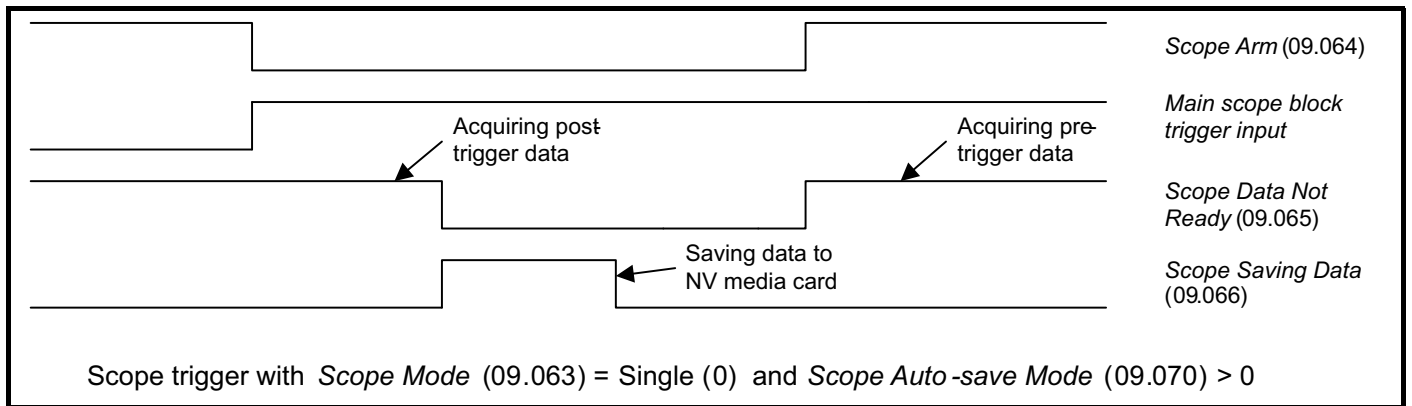 Scope Arm (09.064)
Main scope block
trigger input
Acquiring post-
trigger data
Acquiring pre-
trigger data
Scope Data Not
Ready (09.065)
Saving data to
NV media card
Scope Saving Data
(09.066)
Scope trigger with Scope Mode (09.063) = Single (0) and Scope Auto-save Mode (09.070) > 0